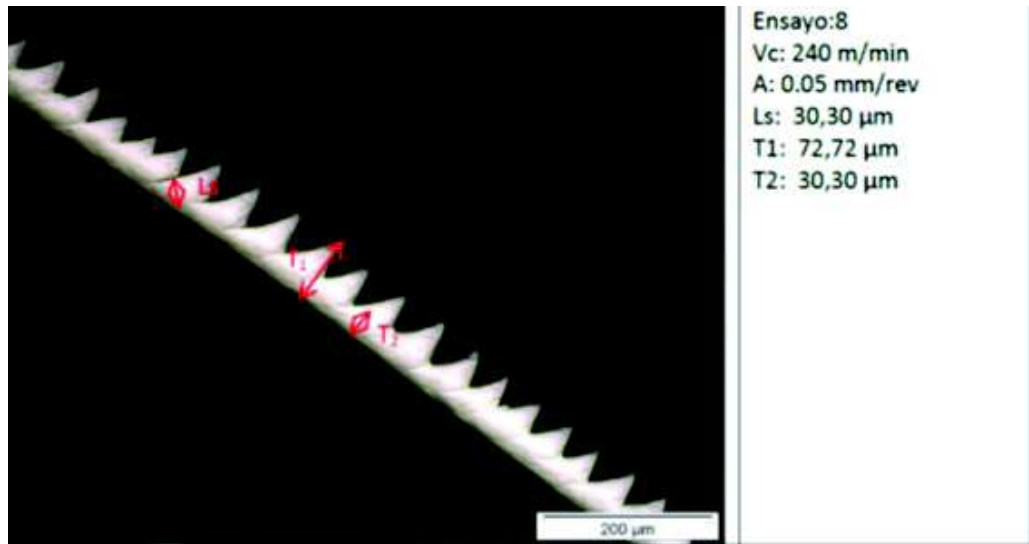 Ensayo:8
Vc: 240 m/min
A: 0.05 mm/rev
Ls: 30,30 µm
T1: 72,72 µm
T2: 30,30 µm
Ls
T₁
T₂
200 µm